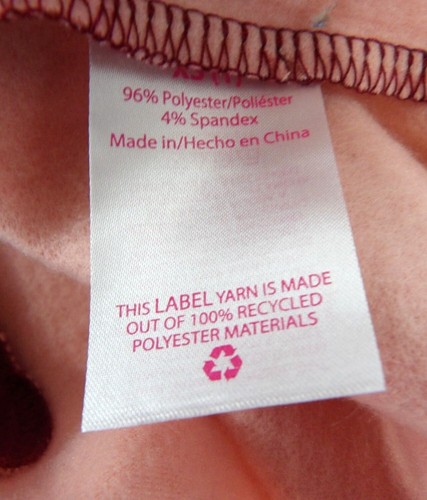 96% Polyester/Poliéster
4% Spandex
Made in/Hecho en China
THIS LABEL YARN IS MADE
OUT OF 100% RECYCLED
POLYESTER MATERIALS